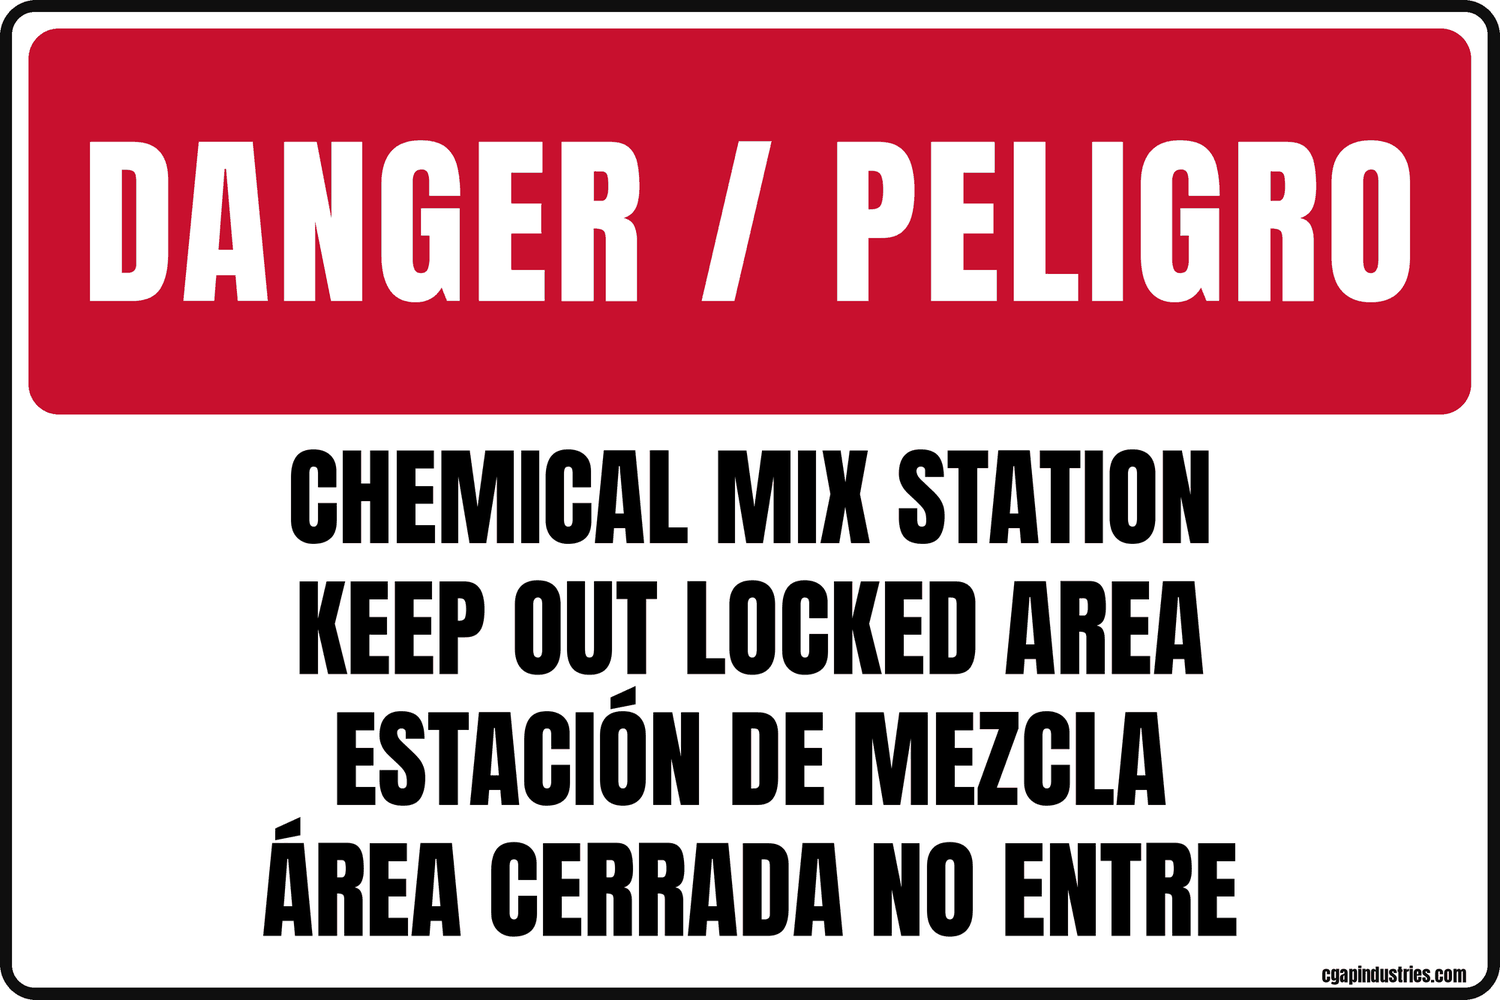 DANGER / PELIGRO
CHEMICAL MIX STATION
KEEP OUT LOCKED AREA
ESTACIÓN DE MEZCLA
ÁREA CERRADA NO ENTRE
cgapindustries.com